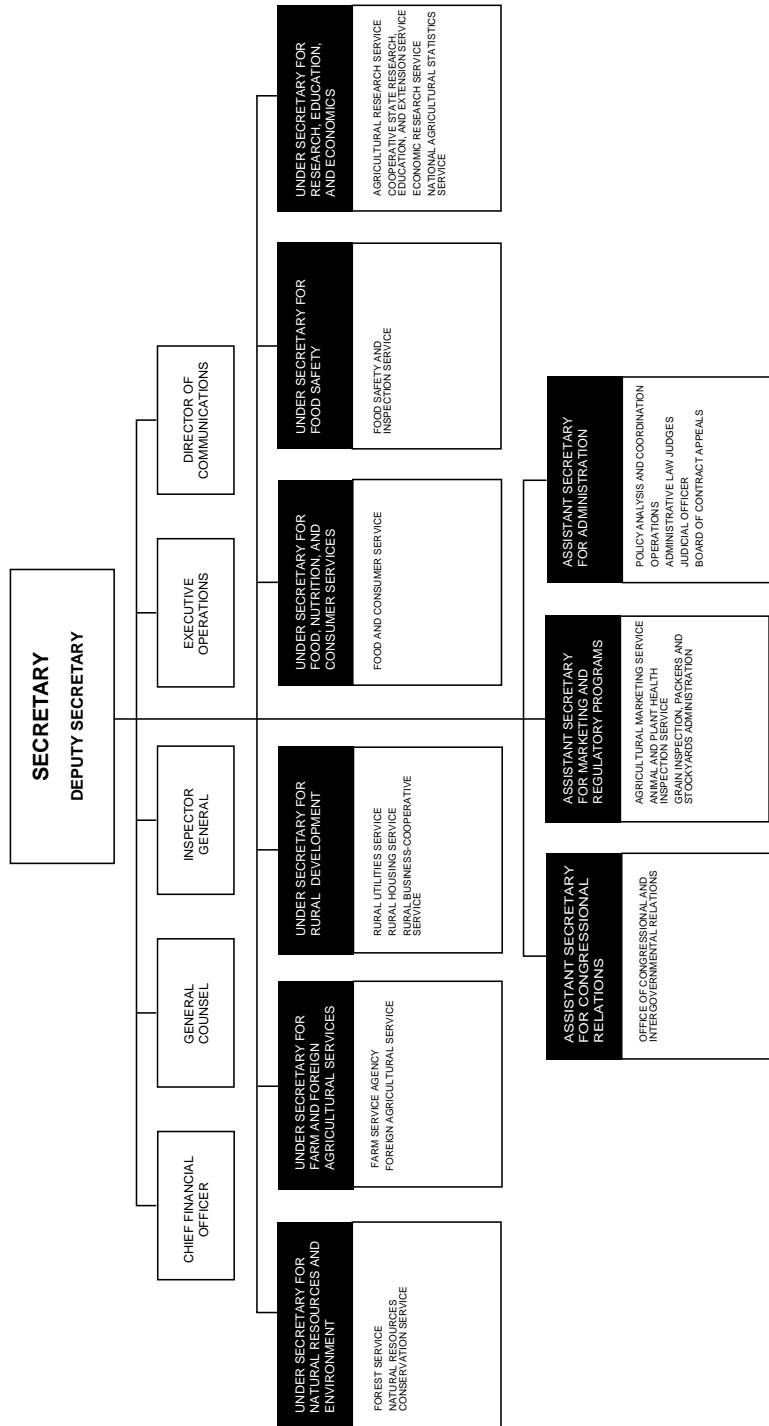 SECRETARY
DEPUTY SECRETARY
CHIEF FINANCIAL
OFFICER
GENERAL
COUNSEL
INSPECTOR
GENERAL
EXECUTIVE
OPERATIONS
DIRECTOR OF
COMMUNICATIONS
UNDER SECRETARY FOR
NATURAL RESOURCES AND
ENVIRONMENT
FOREST SERVICE
NATURAL RESOURCES
CONSERVATION SERVICE
UNDER SECRETARY FOR
FARM AND FOREIGN
AGRICULTURAL SERVICES
FARM SERVICE AGENCY
FOREIGN AGRICULTURAL SERVICE
UNDER SECRETARY FOR
RURAL DEVELOPMENT
RURAL UTILITIES SERVICE
RURAL HOUSING SERVICE
RURAL BUSINESS-COOPERATIVE
SERVICE
UNDER SECRETARY FOR
FOOD, NUTRITION, AND
CONSUMER SERVICES
FOOD AND CONSUMER SERVICE
UNDER SECRETARY FOR
FOOD SAFETY
FOOD SAFETY AND
INSPECTION SERVICE
UNDER SECRETARY FOR
RESEARCH, EDUCATION,
AND ECONOMICS
AGRICULTURAL RESEARCH SERVICE
COOPERATIVE STATE RESEARCH,
EDUCATION, AND EXTENSION SERVICE
ECONOMIC RESEARCH SERVICE
NATIONAL AGRICULTURAL STATISTICS
SERVICE
ASSISTANT SECRETARY
FOR CONGRESSIONAL
RELATIONS
OFFICE OF CONGRESSIONAL AND
INTERGOVERNMENTAL RELATIONS
ASSISTANT SECRETARY
FOR MARKETING AND
REGULATORY PROGRAMS
AGRICULTURAL MARKETING SERVICE
ANIMAL AND PLANT HEALTH
INSPECTION SERVICE
GRAIN INSPECTION, PACKERS AND
STOCKYARDS ADMINISTRATION
ASSISTANT SECRETARY
FOR ADMINISTRATION
POLICY ANALYSIS AND COORDINATION
OPERATIONS
ADMINISTRATIVE LAW JUDGES
JUDICIAL OFFICER
BOARD OF CONTRACT APPEALS